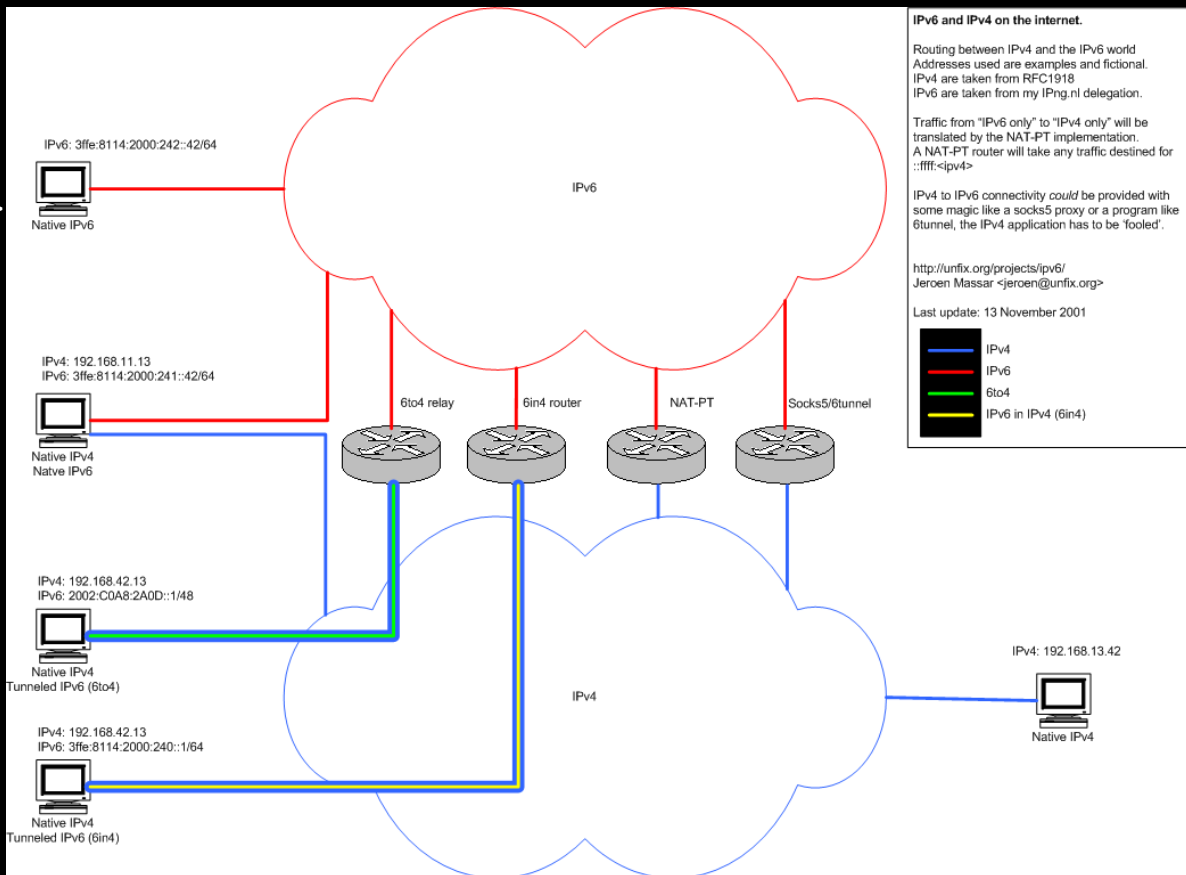 IPv6 and IPv4 on the internet.
Routing between IPv4 and the IPv6 world
Addresses used are examples and fictional.
IPv4 are taken from RFC1918
IPv6 are taken from my IPng.nl delegation.
Traffic from “IPv6 only” to “IPv4 only” will be
translated by the NAT-PT implementation.
A NAT-PT router will take any traffic destined for
::ffff:<ipv4>
IPv4 to IPv6 connectivity could be provided with
some magic like a socks5 proxy or a program like
6tunnel, the IPv4 application has to be ‘fooled’.
http://unfix.org/projects/ipv6/
Jeroen Massar <jeroen@unfix.org>
Last update: 13 November 2001
IPv4
IPv6
6to4
IPv6 in IPv4 (6in4)
IPv6: 3ffe:8114:2000:242::42/64
Native IPv6
IPv6
IPv4: 192.168.11.13
IPv6: 3ffe:8114:2000:241::42/64
Native IPv4
Natve IPv6
6to4 relay
6in4 router
NAT-PT
Socks5/6tunnel
IPv4: 192.168.42.13
IPv6: 2002:C0A8:2A0D::1/48
Native IPv4
Tunneled IPv6 (6to4)
IPv4
IPv4: 192.168.13.42
Native IPv4
IPv4: 192.168.42.13
IPv6: 3ffe:8114:2000:240::1/64
Native IPv4
Tunneled IPv6 (6in4)